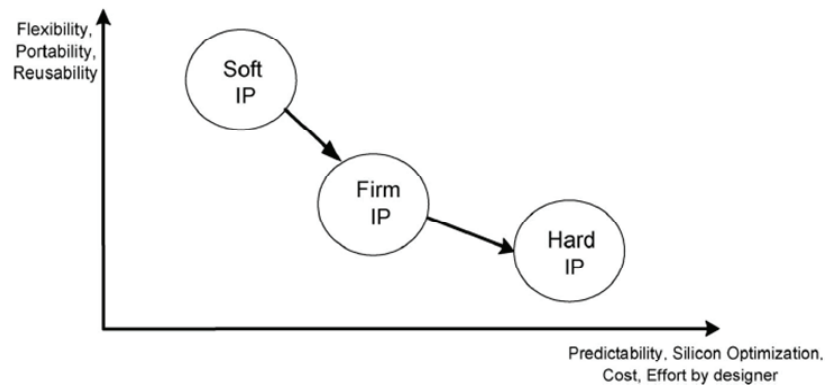 Flexibility,
Portability,
Reusability
Soft
IP
Firm
IP
Hard
IP
Predictability, Silicon Optimization,
Cost, Effort by designer